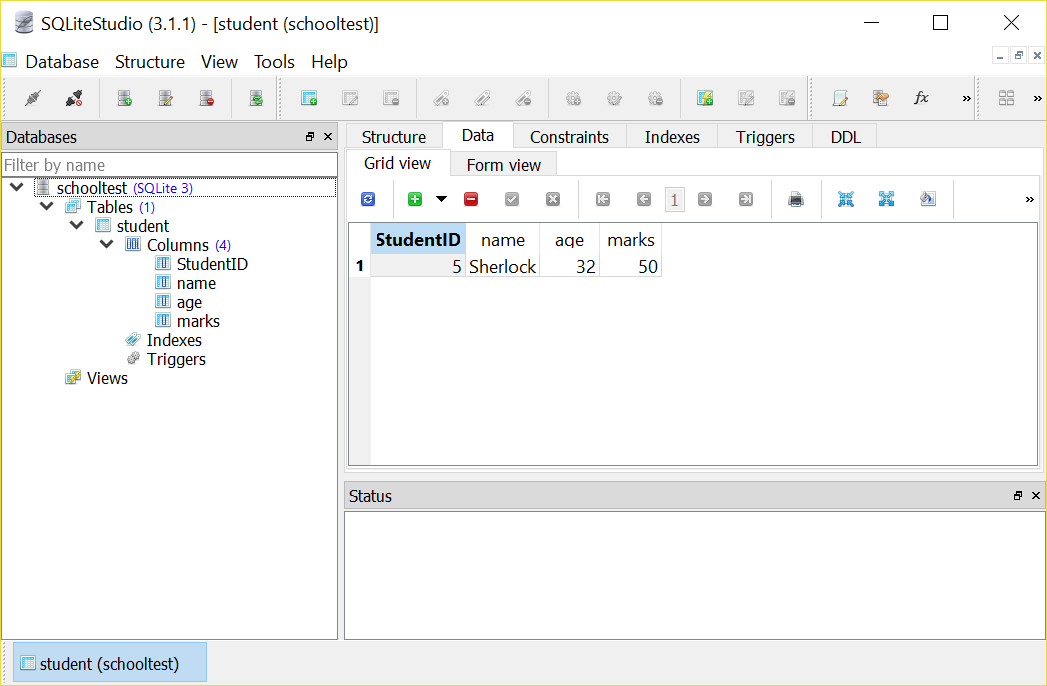 SQLiteStudio (3.1.1) - [student (schooltest)]
Database Structure View Tools Help
fx » »
Databases
Filter by name
schooltest (SQLite 3)
Tables (1)
student
Columns (4)
StudentID
name
age
marks
Indexes
Triggers
Views
Structure Data Constraints Indexes Triggers DDL
Grid view Form view
1 »
StudentID name age marks
1 5 Sherlock 32 50
Status
student (schooltest)